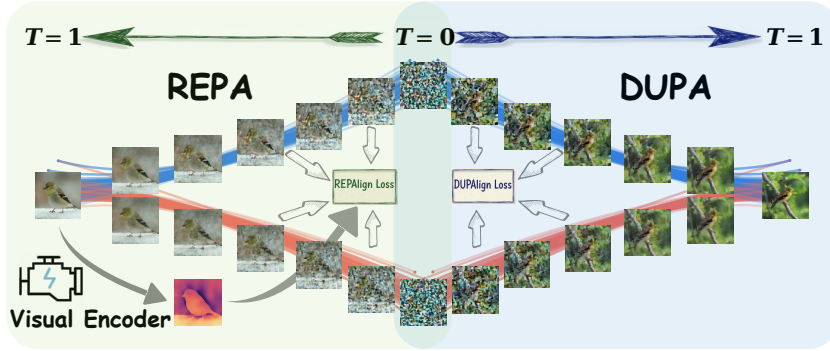 T = 1
T = 0
T = 1
REPA
DUPA
REPAlign Loss
DUPAlign Loss
Visual Encoder